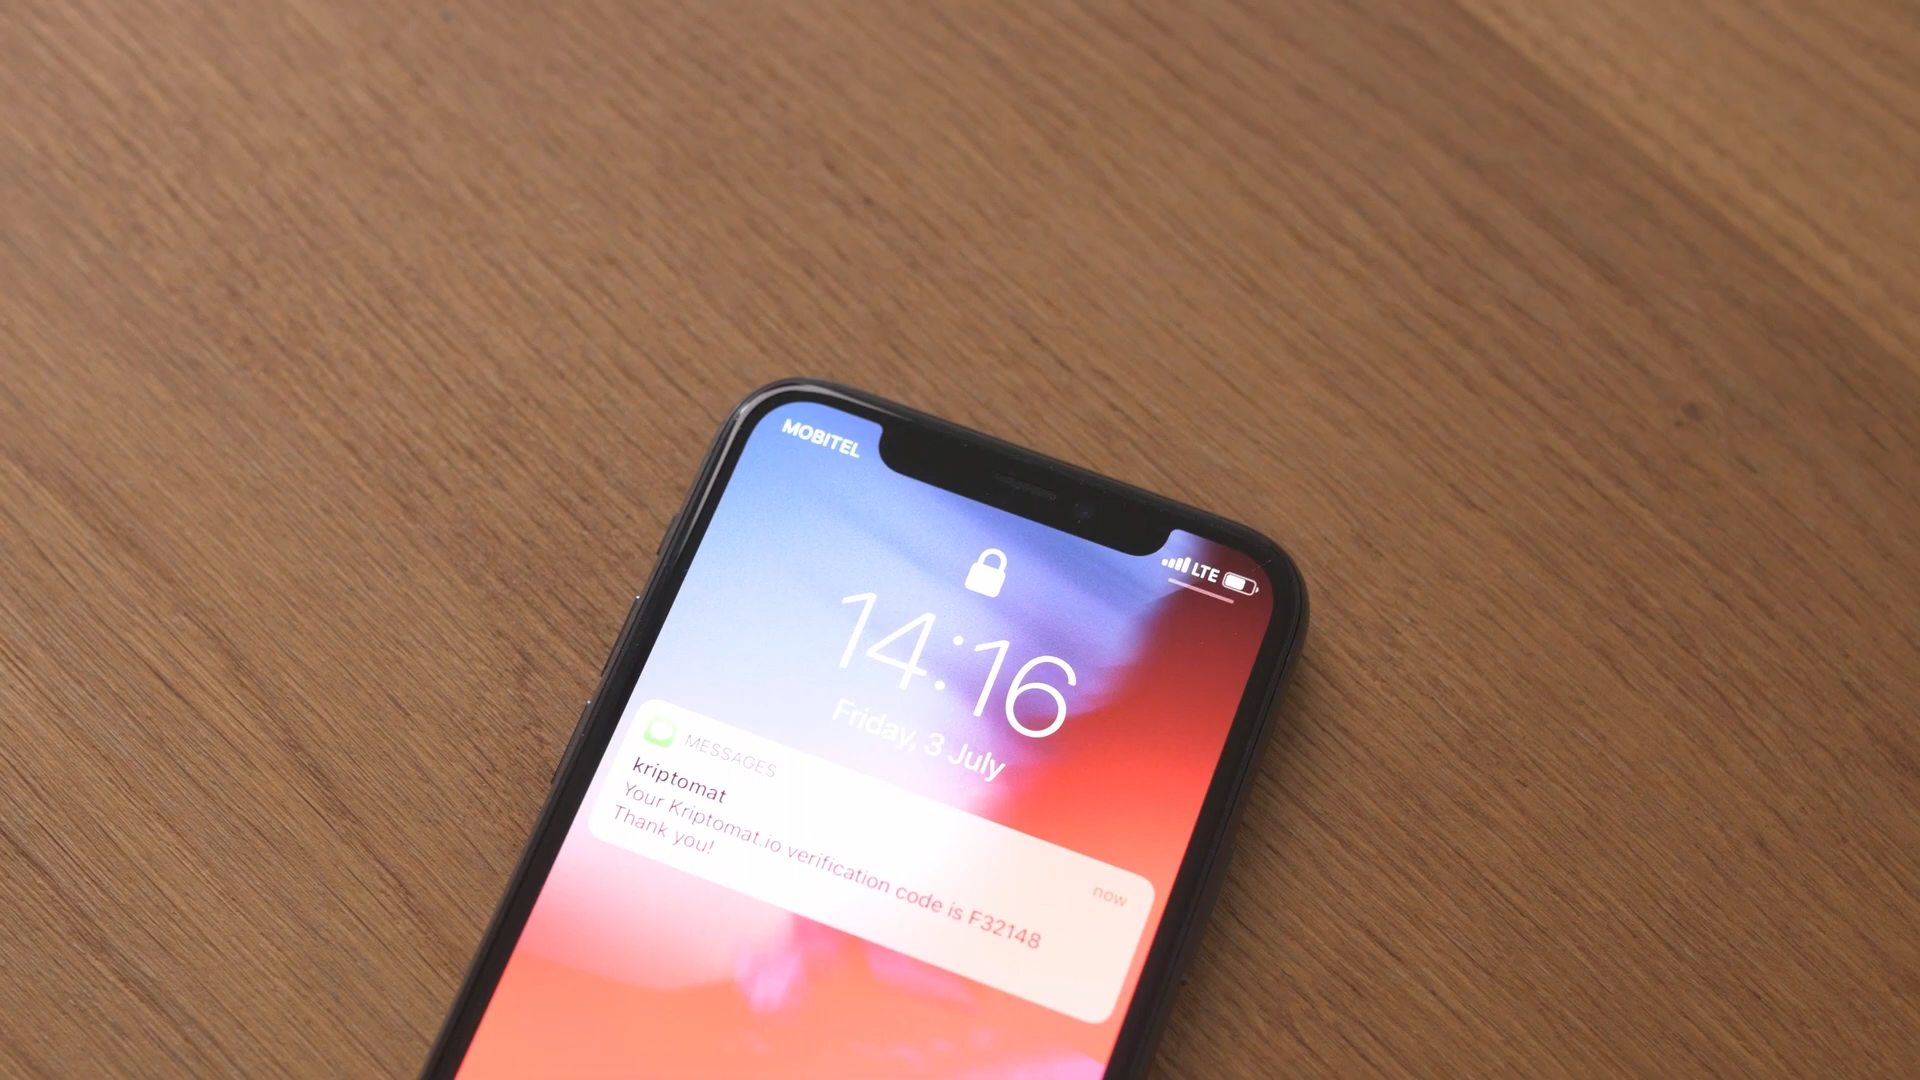 MOBITEL
LTE
14:16
Friday, 3 July
MESSAGES
now
kriptomat
Your Kriptomat.io verification code is F32148
Thank you!